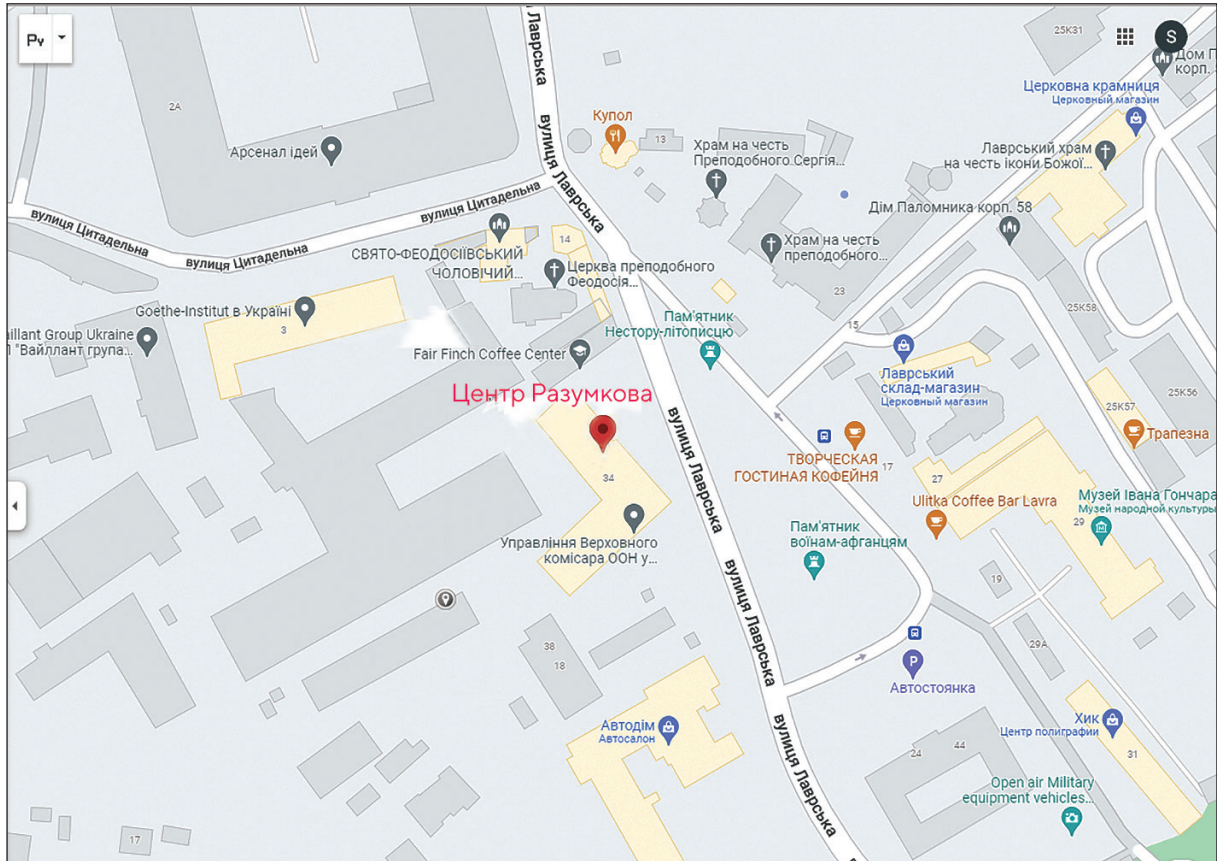 Ру
S
25К31
Дом П
корп.
2А
Арсенал ідей
Купол
13
Храм на честь
Преподобного Сергія...
Церковна крамниця
Церковный магазин
Лаврський храм
на честь ікони Божої...
Дім Паломника корп. 58
а Лаврська
вулиця Лаврська
вулиця Цитадельна
вулиця Цитадельна
вулиця Цитадельна
СВЯТО-ФЕОДОСІЇВСЬКИЙ
ЧОЛОВІЧИЙ...
14
Церква преподобного
Феодосія...
Храм на честь
преподобного...
23
25К58
15
Goethe-Institut в Україні
3
aillant Group Ukraine
П "Вайллант група...
Fair Finch Coffee Center
Пам'ятник
Нестору-літописцю
Лаврський
склад-магазин
Церковный магазин
25К57
25К56
Трапезна
Центр Разумкова
34
вулиця Лаврська
ТВОРЧЕСКАЯ
ГОСТИНАЯ КОФЕЙНЯ
17
27
Ulitka Coffee Bar Lavra
Музей Івана Гончара
Музей народной культуры
29
Управління Верховного
комісара ООН у...
Пам'ятник
воїнам-афганцям
вулиця Лаврська
19
29А
38
18
P
Автостоянка
Автодім
Автосалон
вулиця Лаврська
Хик
Центр полиграфии
31
24
44
Open air Military
equipment vehicles...
17